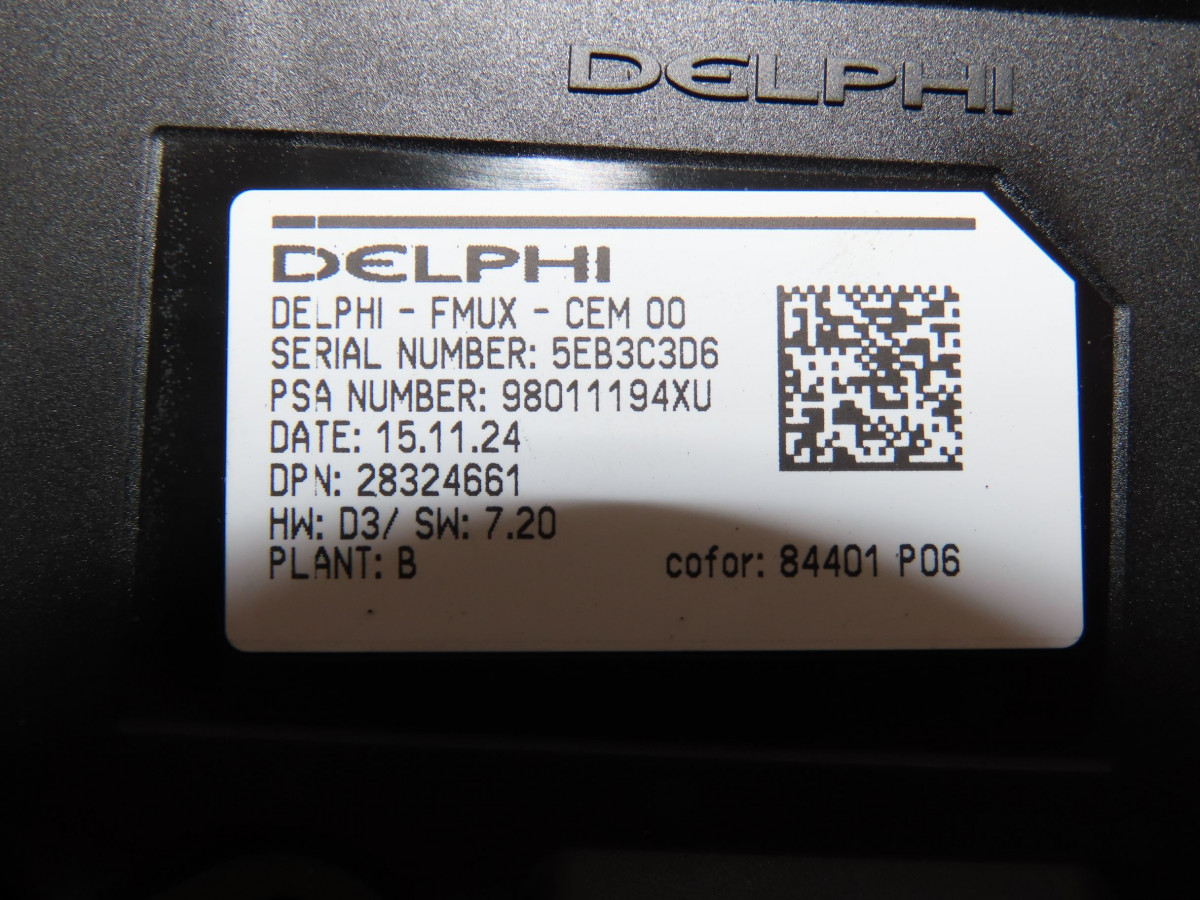 DELPHI
DELPHI
DELPHI - FMUX - CEM 00
SERIAL NUMBER: 5EB3C3D6
PSA NUMBER: 98011194XU
DATE: 15.11.24
DPN: 28324661
HW: D3/ SW: 7.20
PLANT: B
cofor: 84401 P06